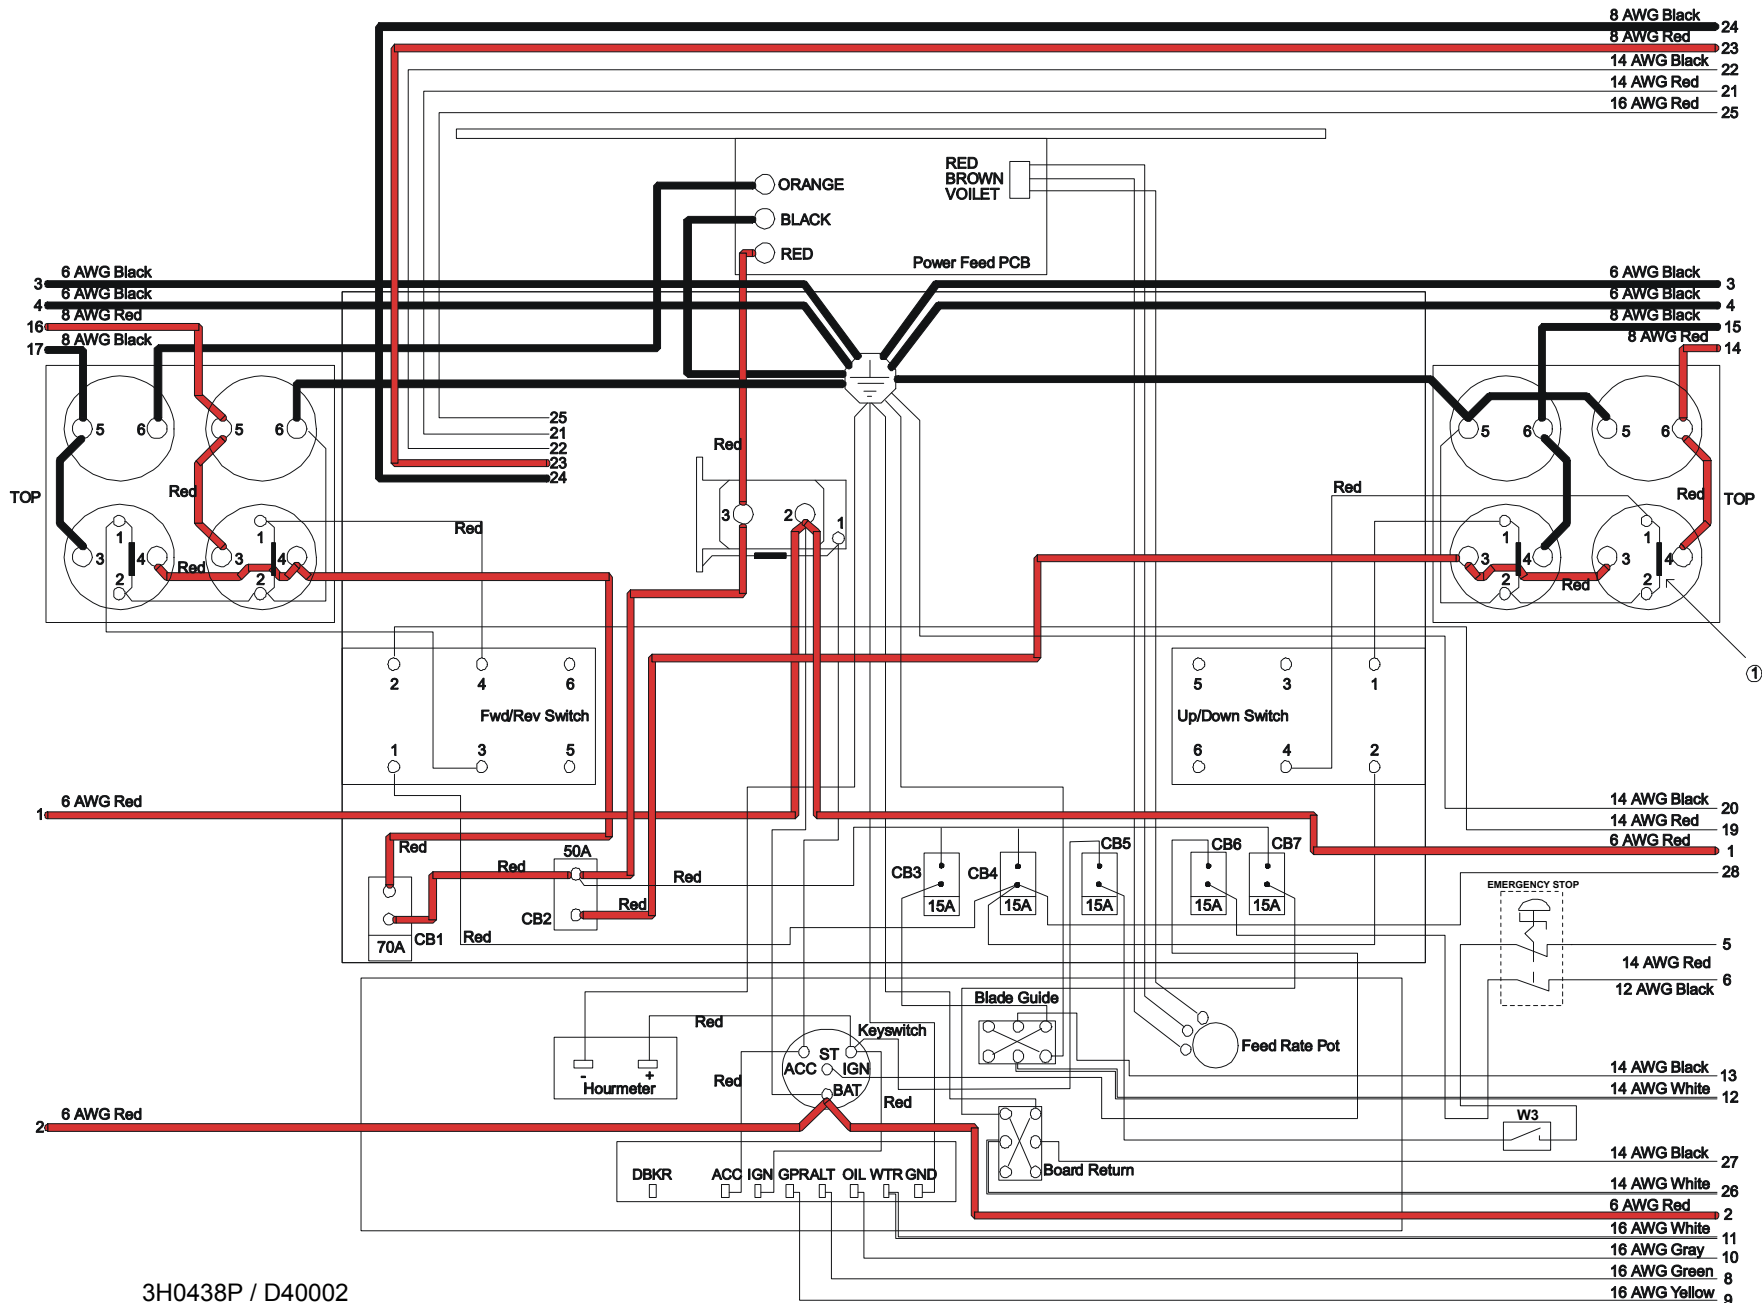 8 AWG Black
24
8 AWG Red
23
14 AWG Black
22
14 AWG Red
21
16 AWG Red
25
RED
BROWN
VOILET
ORANGE
BLACK
RED
Power Feed PCB
3
6 AWG Black
4
6 AWG Black
16
8 AWG Red
17
8 AWG Black
6 AWG Black
3
6 AWG Black
4
8 AWG Black
15
8 AWG Red
14
5
6
5
6
25
21
22
23
24
Red
5
6
5
6
TOP
Red
Red
3
2
1
Red
Red
TOP
1
3
2
4
Red
1
3
2
4
1
3
2
4
Red
1
3
2
4
1
2
4
6
Fwd/Rev Switch
1
3
5
5
3
1
Up/Down Switch
6
4
2
1
6 AWG Red
14 AWG Black
20
14 AWG Red
19
6 AWG Red
1
28
Red
50A
Red
Red
Red
CB2
CB1
70A
Red
CB3
15A
CB4
15A
CB5
15A
CB6
15A
CB7
15A
EMERGENCY STOP
5
14 AWG Red
6
12 AWG Black
Blade Guide
Red
Keyswitch
ST
ACC
IGN
BAT
Feed Rate Pot
-
+
Hourmeter
Red
Red
14 AWG Black
13
14 AWG White
12
2
6 AWG Red
W3
DBKR
ACC
IGN
GPR
ALT
OIL
WTR
GND
Board Return
14 AWG Black
27
14 AWG White
26
6 AWG Red
2
16 AWG White
11
16 AWG Gray
10
16 AWG Green
8
16 AWG Yellow
9
3H0438P / D40002